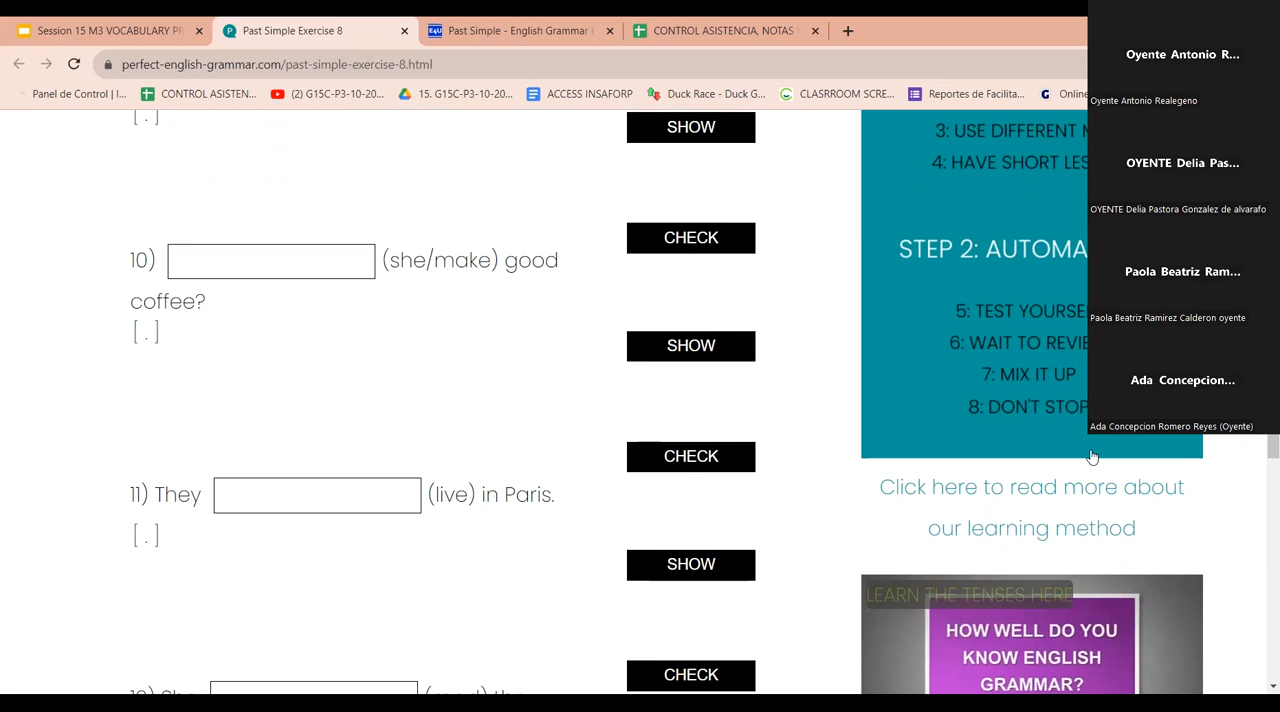 Session 15 M3 VOCABULARY PR
Past Simple Exercise 8
Past Simple - English Grammar E
CONTROL ASISTENCIA, NOTAS
perfect-english-grammar.com/past-simple-exercise-8.html
Panel de Control | I...
CONTROL ASISTEN...
(2) G15C-P3-10-20...
15. G15C-P3-10-20...
ACCESS INSAFORP
Duck Race - Duck G...
CLASRROOM SCRE...
Reportes de Facilita...
Online
[ . ]
SHOW
CHECK
10)
(she/make) good
coffee?
[ . ]
SHOW
CHECK
11) They
(live) in Paris.
[ . ]
SHOW
CHECK
3: USE DIFFERENT M
4: HAVE SHORT LES
STEP 2: AUTOMA
5: TEST YOURSE
6: WAIT TO REVIE
7: MIX IT UP
8: DON'T STOP
Click here to read more about
our learning method
LEARN THE TENSES HERE
HOW WELL DO YOU
KNOW ENGLISH
GRAMMAR?
Oyente Antonio R...
Oyente Antonio Realegeno
OYENTE Delia Pas...
OYENTE Delia Pastora Gonzalez de alvarafo
Paola Beatriz Ram...
Paola Beatriz Ramirez Calderon oyente
Ada Concepcion...
Ada Concepcion Romero Reyes (Oyente)